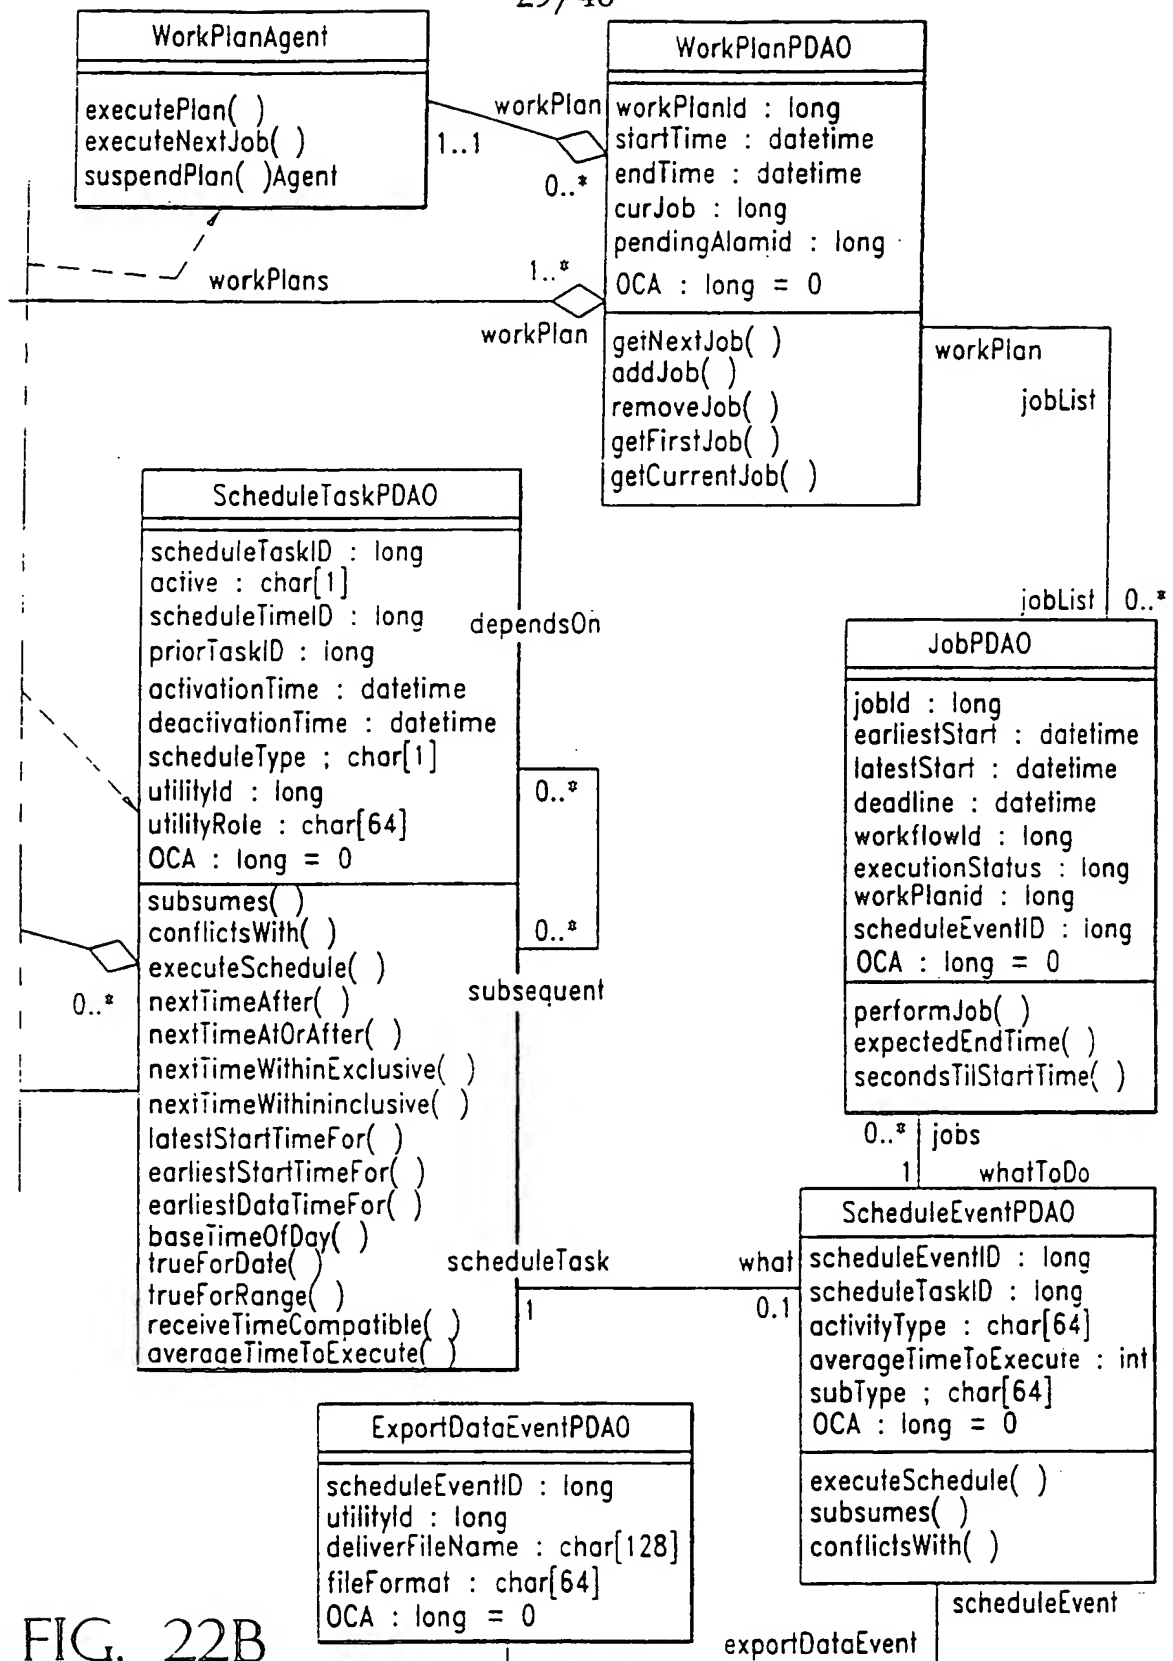 WorkPlanAgent
executePlan( )
executeNextJob( )
suspendPlan( )Agent
workPlan
1..1
0..*
WorkPlanPDAO
workPlanId : long
startTime : datetime
endTime : datetime
curJob : long
pendingAlamid : long
OCA : long = 0
getNextJob( )
addJob( )
removeJob( )
getFirstJob( )
getCurrentJob( )
workPlans
1..*
workPlan
workPlan
jobList
jobList
0..*
ScheduleTaskPDAO
scheduleTaskID : long
active : char[1]
scheduleTimeID : long
priorTaskID : long
activationTime : datetime
deactivationTime : datetime
scheduleType ; char[1]
utilityId : long
utilityRole : char[64]
OCA : long = 0
subsumes( )
conflictsWith( )
executeSchedule( )
nextTimeAfter( )
nextTimeAtOrAfter( )
nextTimeWithinExclusive( )
nextTimeWithininclusive( )
latestStartTimeFor( )
earliestStartTimeFor( )
earliestDataTimeFor( )
baseTimeOfDay( )
trueForDate( )
trueForRange( )
receiveTimeCompatible( )
averageTimeToExecute( )
dependsOn
0..*
0..*
subsequent
0..*
JobPDAO
jobId : long
earliestStart : datetime
latestStart : datetime
deadline : datetime
workflowId : long
executionStatus : long
workPlanid : long
scheduleEventID : long
OCA : long = 0
performJob( )
expectedEndTime( )
secondsTilStartTime( )
0..*
jobs
1
whatToDo
scheduleTask
what
1
0.1
ScheduleEventPDAO
scheduleEventID : long
scheduleTaskID : long
activityType : char[64]
averageTimeToExecute : int
subType ; char[64]
OCA : long = 0
executeSchedule( )
subsumes( )
conflictsWith( )
ExportDataEventPDAO
scheduleEventID : long
utilityId : long
deliverFileName : char[128]
fileFormat : char[64]
OCA : long = 0
scheduleEvent
exportDataEvent
FIG. 22B